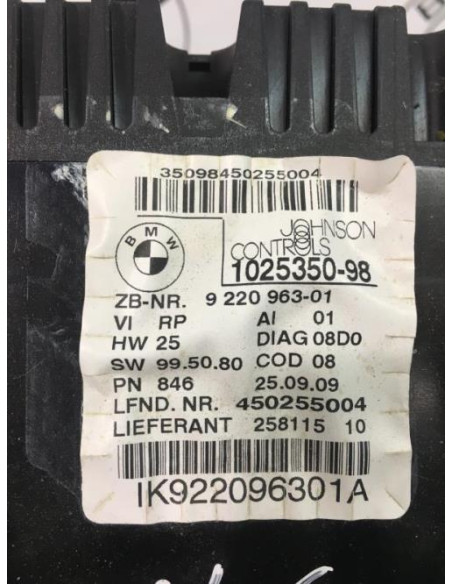 35098450255004
BMW
JOHNSON
CONTROLS
1025350-98
ZB-NR. 9 220 963-01
VI RP AI 01
HW 25 DIAG 08D0
SW 99.50.80 COD 08
PN 846 25.09.09
LFND. NR. 450255004
LIEFERANT 258115 10
IK922096301A